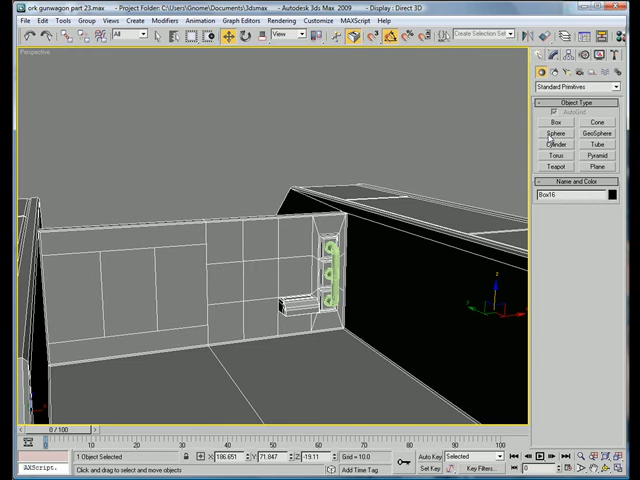 ork gunwagon part 23.max - Project Folder: C:\Users\Gnome\Documents\3dsmax - Autodesk 3ds Max 2009 - Display : Direct 3D
File Edit Tools Group Views Create Modifiers Animation Graph Editors Rendering Customize MAXScript Help
All View Create Selection Set
Perspective
Standard Primitives
- Object Type
AutoGrid
Box Cone
Sphere GeoSphere
Cylinder Tube
Torus Pyramid
Teapot Plane
- Name and Color
Box16
z
0 / 100
0 10 20 30 40 50 60 70 80 90 100
1 Object Selected X: 186.651 Y: 71.847 Z: -19.11 Grid = 10.0 Auto Key Selected
AXScript. Click and drag to select and move objects Add Time Tag Set Key Key Filters... 0